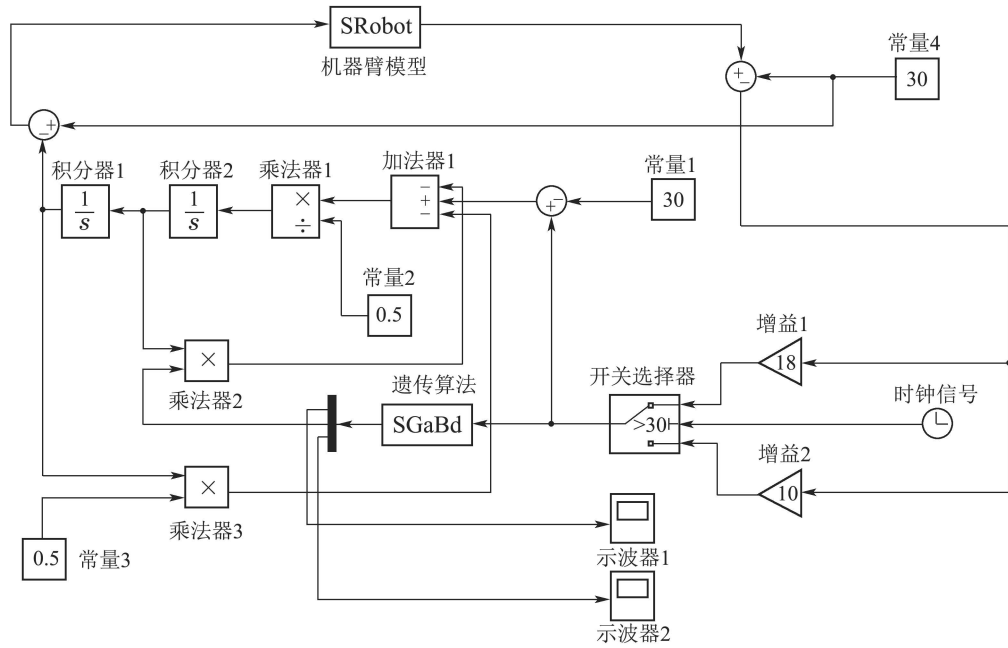 SRobot
机器臂模型
常量4
30
+
−
−
+
积分器1
1
s
积分器2
1
s
乘法器1
×
÷
加法器1
−
+
−
常量1
30
−
+
常量2
0.5
增益1
18
×
乘法器2
遗传算法
SGaBd
开关选择器
>30
时钟信号
增益2
10
×
乘法器3
0.5
常量3
示波器1
示波器2